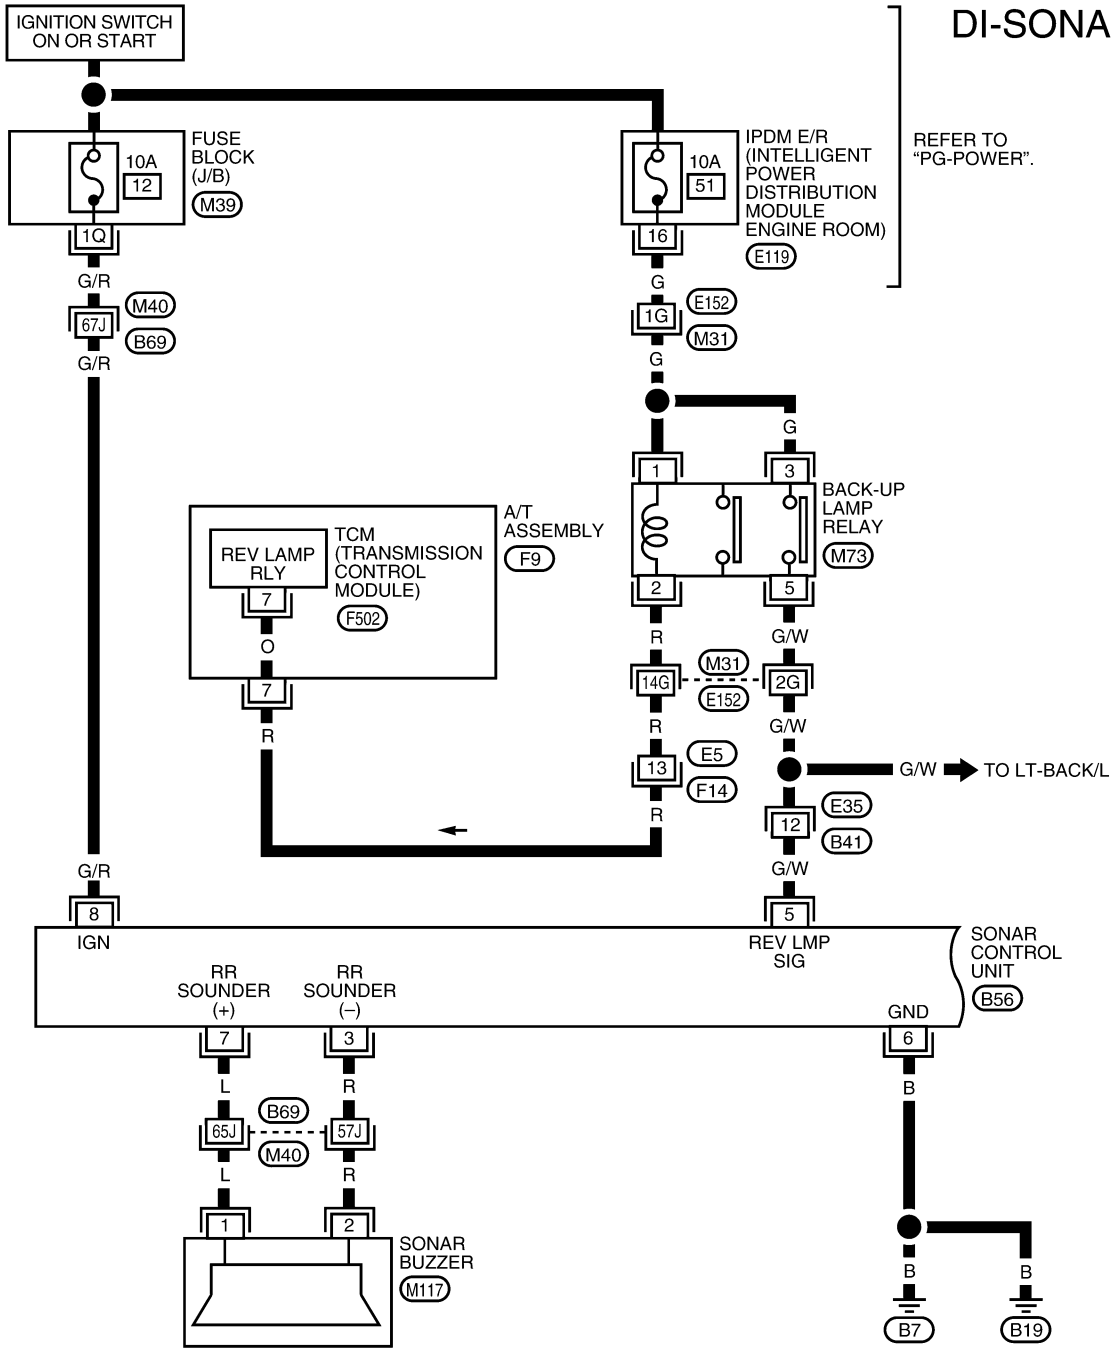 IGNITION SWITCH
ON OR START
DI-SONA
REFER TO
“PG-POWER”.
10A
12
FUSE
BLOCK
(J/B)
M39
10A
51
IPDM E/R
(INTELLIGENT
POWER
DISTRIBUTION
MODULE
ENGINE ROOM)
E119
1Q
G/R
67J
M40
B69
G/R
16
G
1G
E152
M31
G
G
1
3
BACK-UP
LAMP
RELAY
M73
2
5
A/T
ASSEMBLY
F9
REV LAMP
RLY
TCM
(TRANSMISSION
CONTROL
MODULE)
F502
7
O
7
R
R
G/W
14G
M31
E152
2G
R
G/W
13
E5
F14
R
G/W
TO LT-BACK/L
12
E35
B41
G/W
G/R
8
5
IGN
REV LMP
SIG
SONAR
CONTROL
UNIT
B56
RR
SOUNDER
(+)
RR
SOUNDER
(–)
GND
7
3
6
L
R
B
65J
B69
M40
57J
L
R
1
2
SONAR
BUZZER
M117
B
B
B7
B19